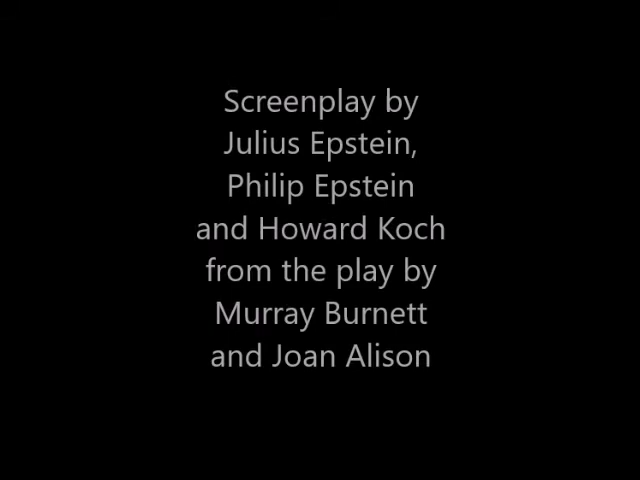 Screenplay by
Julius Epstein,
Philip Epstein
and Howard Koch
from the play by
Murray Burnett
and Joan Alison